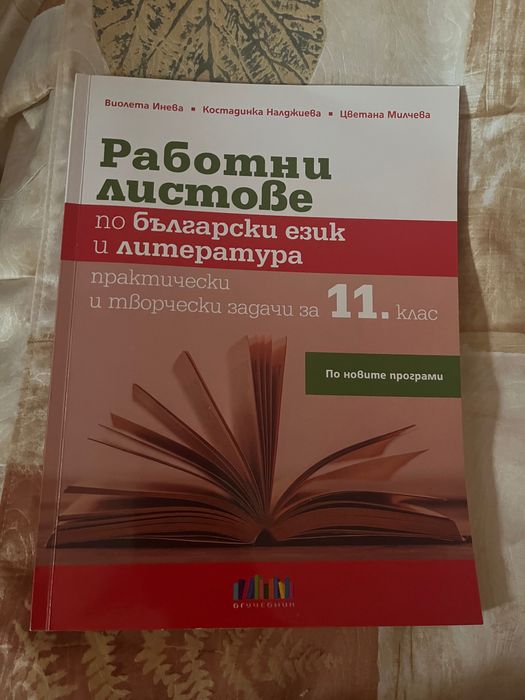 Виолета Инева ▪ Костадинка Налджиева ▪ Цветана Милчева
Работни
листове
по български език
и литература
практически
и творчески задачи за 11. клас
По новите програми
БГУЧЕБНИК